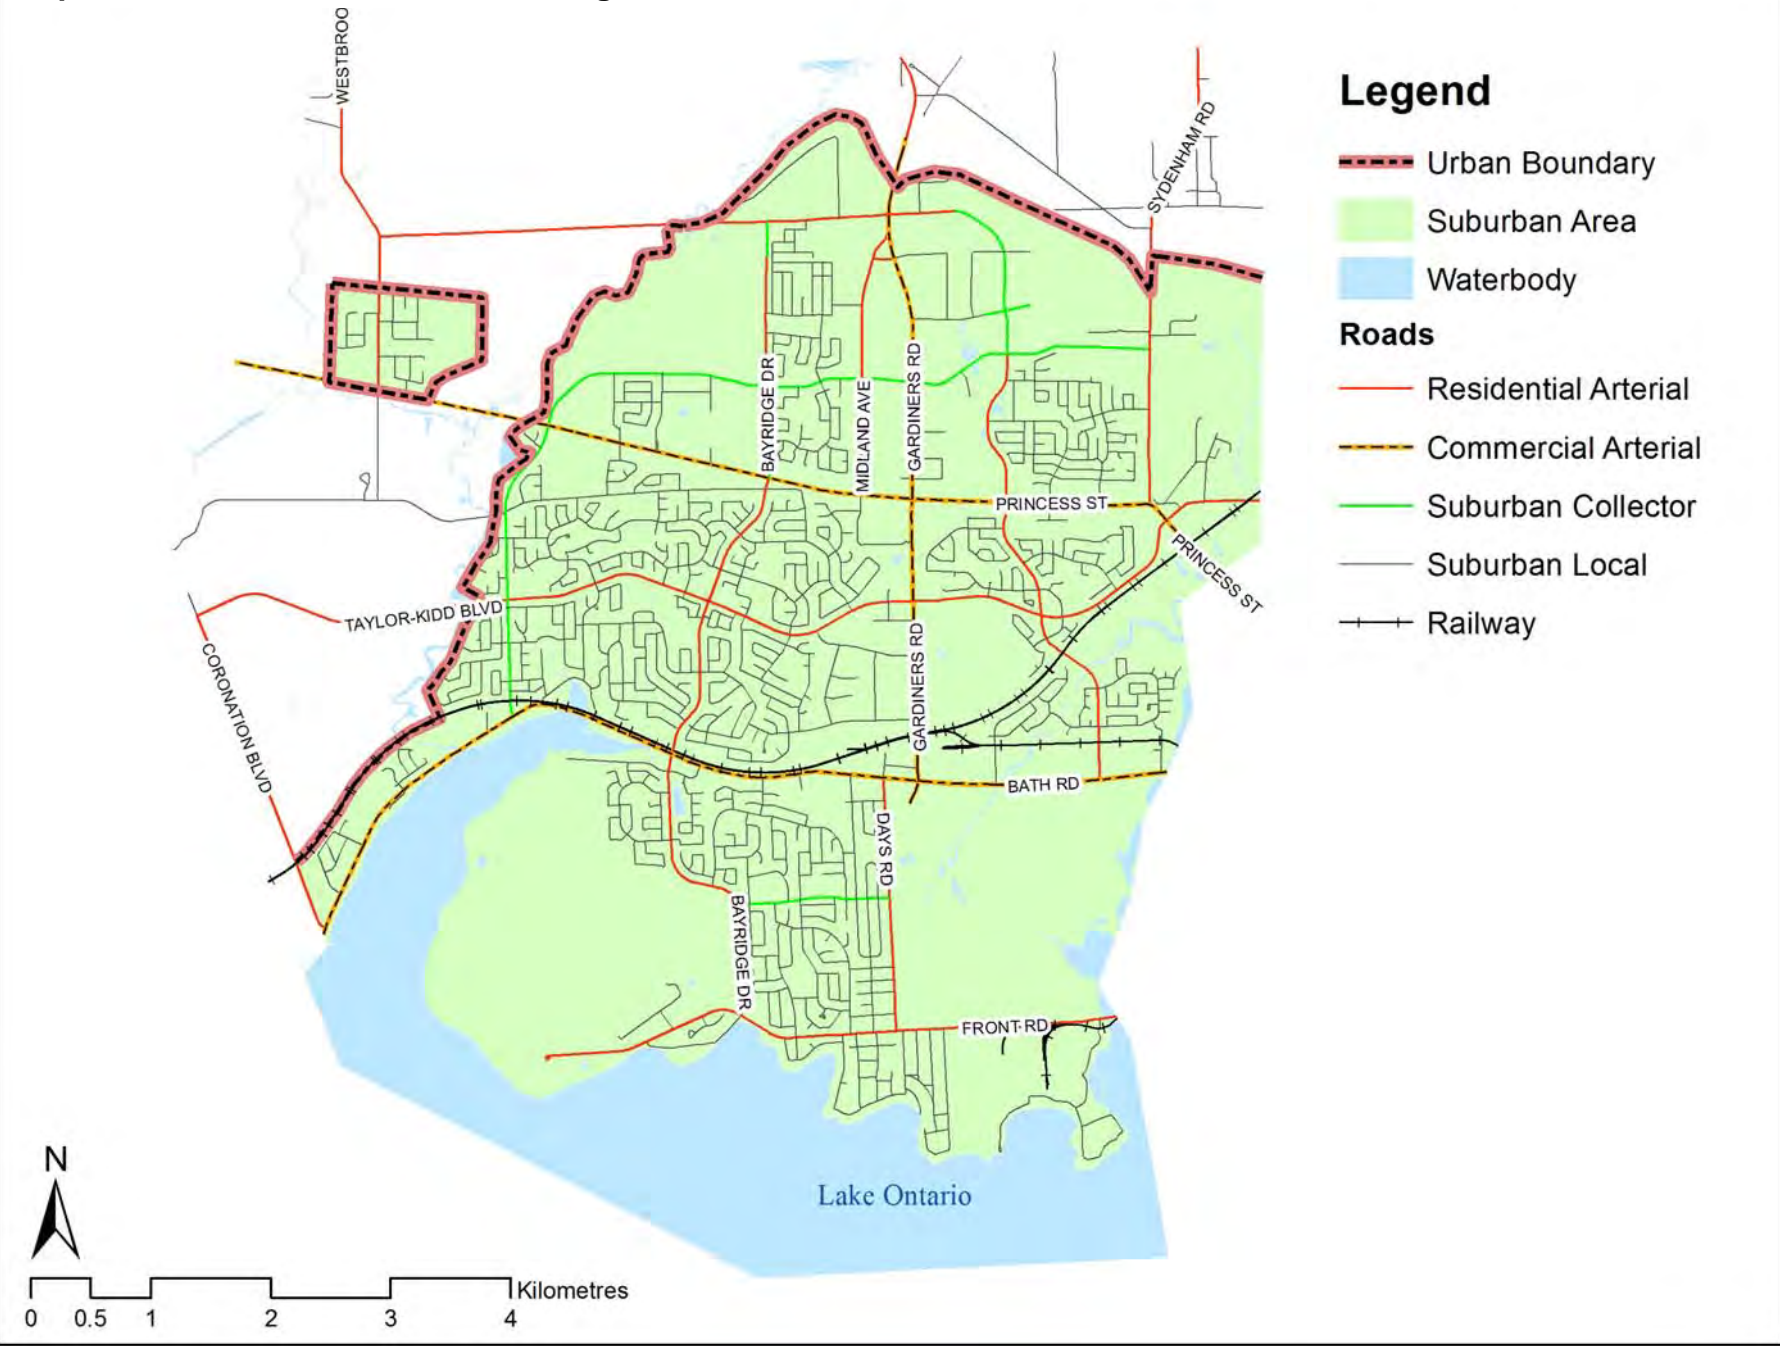 WESTBROO
SYDENHAM RD
BAYRIDGE DR
MIDLAND AVE
GARDINERS RD
PRINCESS ST
PRINCESS ST
TAYLOR-KIDD BLVD
CORONATION BLVD
GARDINERS RD
BATH RD
DAYS RD
BAYRIDGE DR
FRONT RD
Lake Ontario
N
Kilometres
0 0.5 1 2 3 4
Legend
Urban Boundary
Suburban Area
Waterbody
Roads
Residential Arterial
Commercial Arterial
Suburban Collector
Suburban Local
Railway